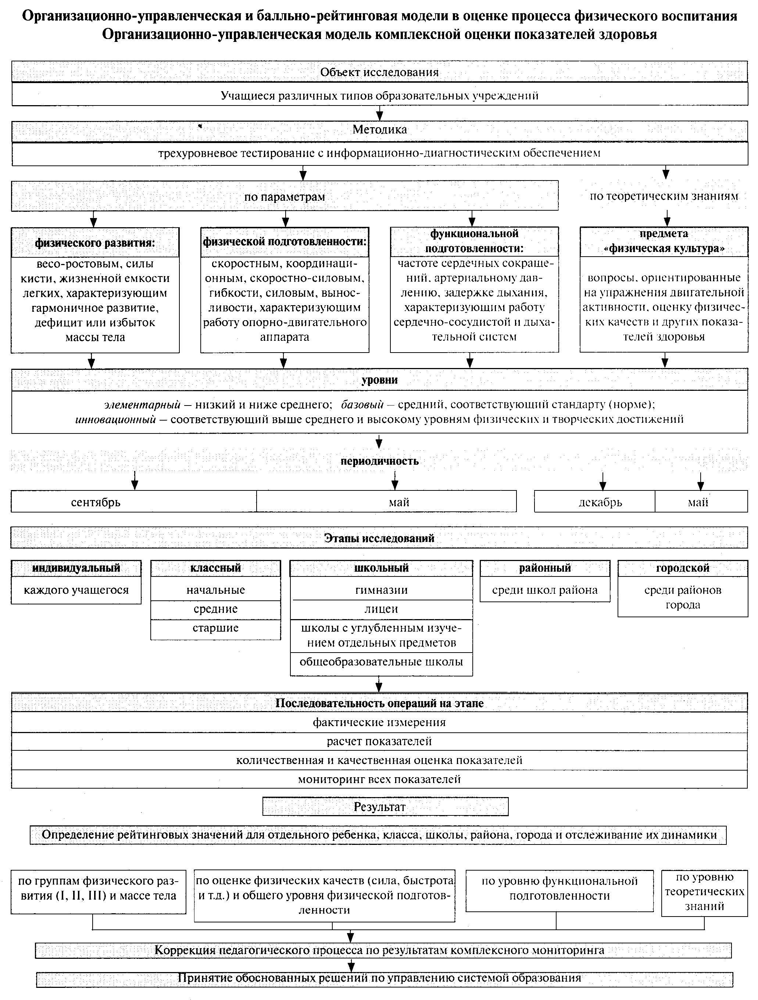 Организационно-управленческая и балльно-рейтинговая модели в оценке процесса физического воспитания
Организационно-управленческая модель комплексной оценки показателей здоровья
Объект исследования
Учащиеся различных типов образовательных учреждений
Методика
трехуровневое тестирование с информационно-диагностическим обеспечением
по параметрам
по теоретическим знаниям
физического развития:
весо-ростовым, силы
кисти, жизненной емкости
легких, характеризующим
гармоничное развитие,
дефицит или избыток
массы тела
физической подготовленности:
скоростным, координаци-
онным, скоростно-силовым,
гибкости, силовым, вынос-
ливости, характеризующим
работу опорно-двигательного
аппарата
функциональной
подготовленности:
частоте сердечных сокраще-
ний, артериальному дав-
лению, задержке дыхания,
характеризующим работу
сердечно-сосудистой и дыха-
тельной систем
предмета
«физическая культура»
вопросы, ориентированные
на упражнения двигательной
активности, оценку физичес-
ких качеств и других показа-
телей здоровья
уровни
элементарный – низкий и ниже среднего; базовый – средний, соответствующий стандарту (норме);
инновационный – соответствующий выше среднего и высокому уровням физических и творческих достижений
периодичность
сентябрь
май
декабрь
май
Этапы исследований
индивидуальный
каждого учащегося
классный
начальные
средние
старшие
школьный
гимназии
лицеи
школы с углубленным изуче-
нием отдельных предметов
общеобразовательные школы
районный
среди школ района
городской
среди районов
города
Последовательность операций на этапе
фактические измерения
расчет показателей
количественная и качественная оценка показателей
мониторинг всех показателей
Результат
Определение рейтинговых значений для отдельного ребенка, класса, школы, района, города и отслеживание их динамики
по группам физического раз-
вития (I, II, III) и массе тела
по оценке физических качеств (сила, быстрота
и т.д.) и общего уровня физической подготов-
ленности
по уровню функциональной
подготовленности
по уровню
теоретических
знаний
Коррекция педагогического процесса по результатам комплексного мониторинга
Принятие обоснованных решений по управлению системой образования